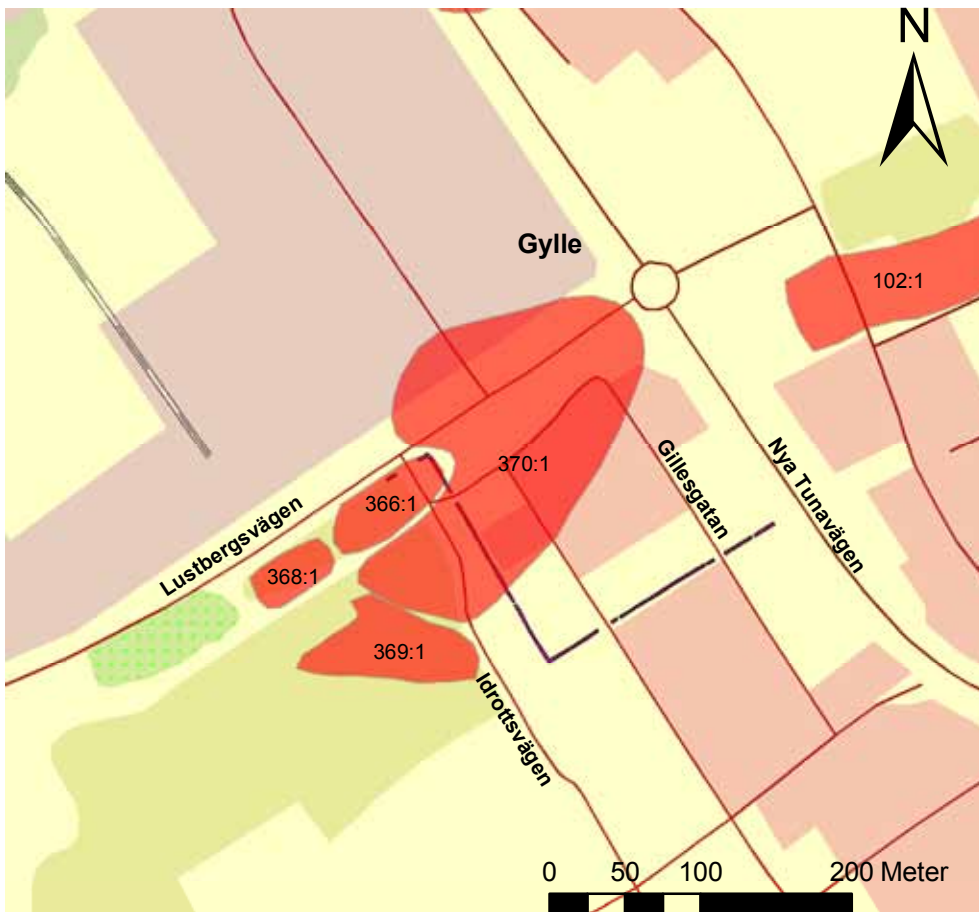 N
Gylle
102:1
370:1
366:1
Gillesgatan
Nya Tunavägen
Lustbergsvägen
368:1
369:1
Idrottsvägen
0 50 100 200 Meter